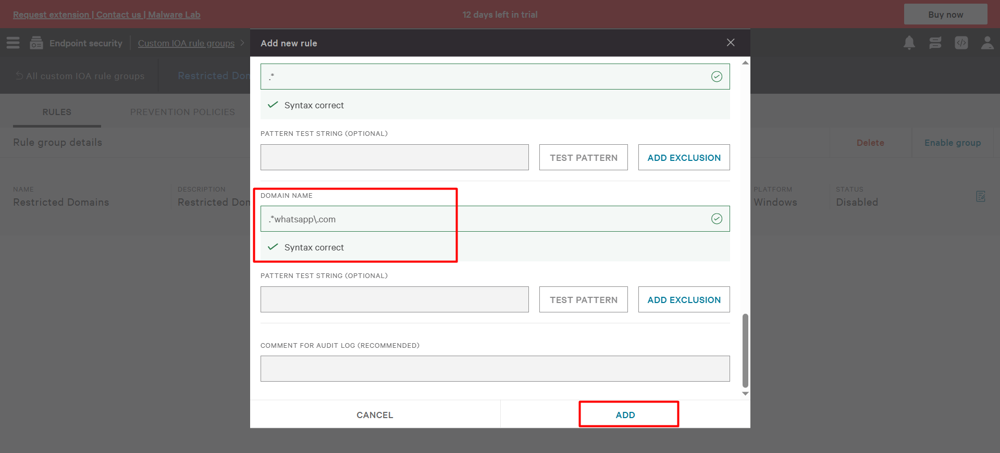 Request extension | Contact us | Malware Lab
12 days left in trial
Buy now
Endpoint security
Custom IOA rule groups
Add new rule
All custom IOA rule groups
Restricted Dom
RULES
PREVENTION POLICIES
Rule group details
Delete
Enable group
NAME
Restricted Domains
DESCRIPTION
Restricted Dom
PLATFORM
Windows
STATUS
Disabled
.*
Syntax correct
PATTERN TEST STRING (OPTIONAL)
TEST PATTERN
ADD EXCLUSION
DOMAIN NAME
.*whatsapp\.com
Syntax correct
PATTERN TEST STRING (OPTIONAL)
TEST PATTERN
ADD EXCLUSION
COMMENT FOR AUDIT LOG (RECOMMENDED)
CANCEL
ADD